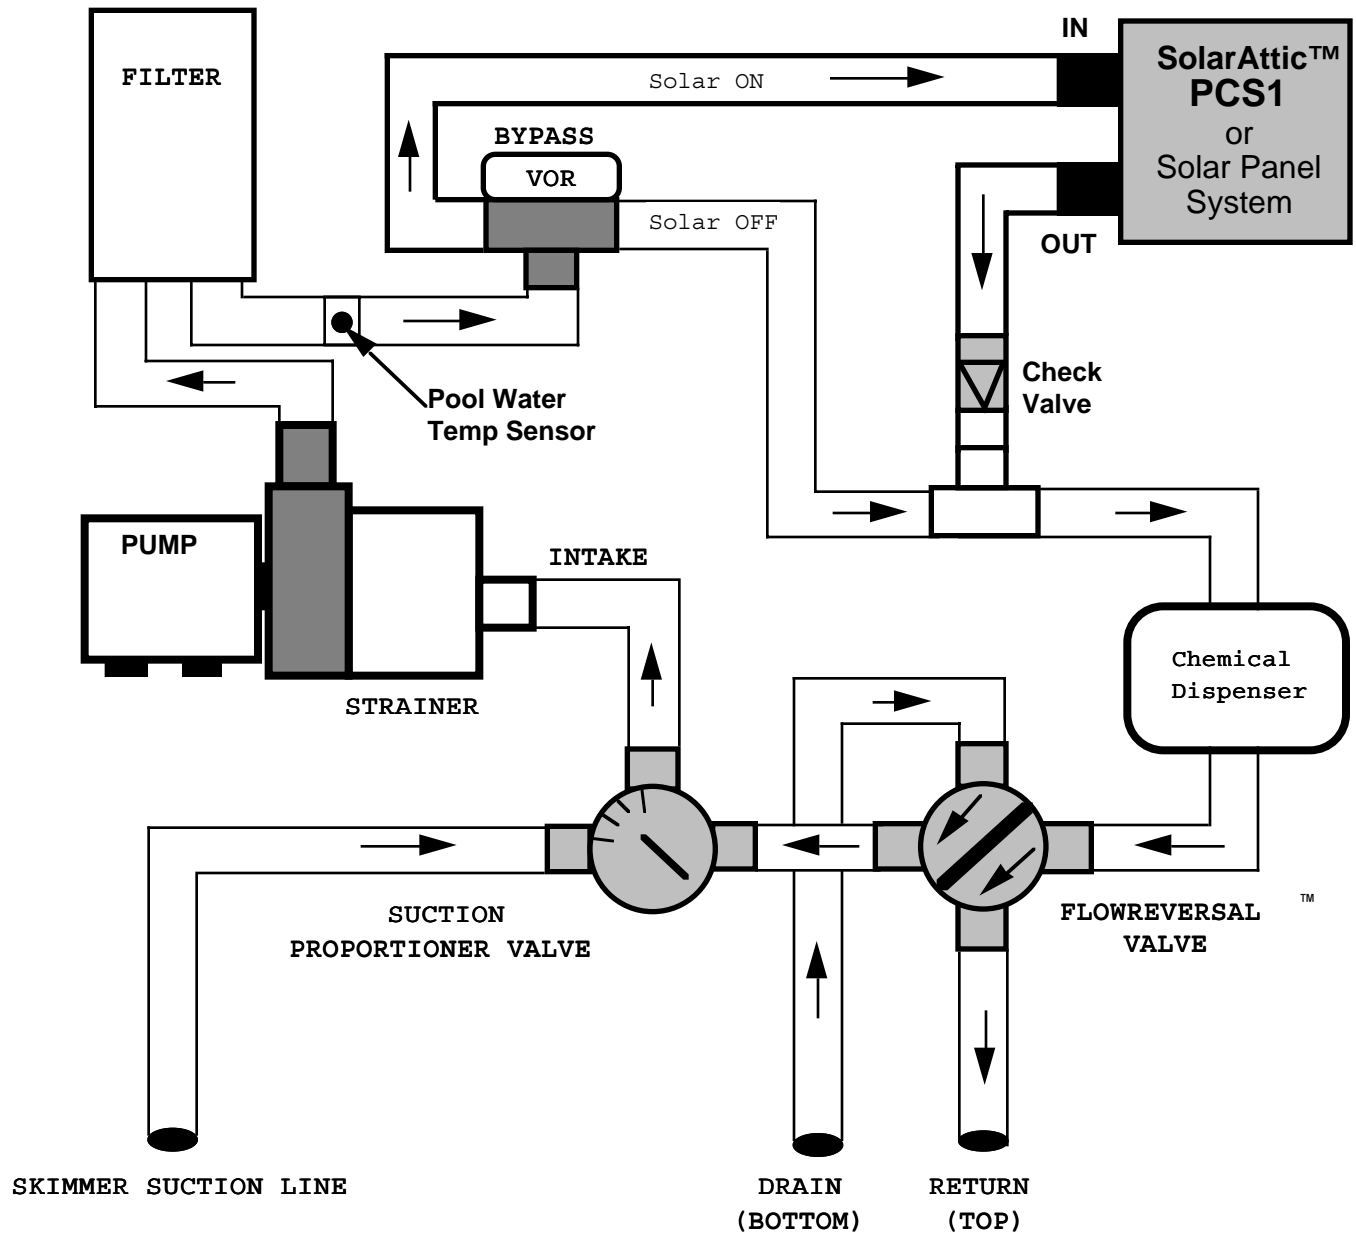 IN
SolarAttic™
PCS1
or
Solar Panel
System
FILTER
Solar ON
BYPASS
VOR
Solar OFF
OUT
Check
Valve
Pool Water
Temp Sensor
PUMP
INTAKE
STRAINER
Chemical
Dispenser
SUCTION
PROPORTIONER VALVE
FLOWREVERSAL ™
VALVE
SKIMMER SUCTION LINE
DRAIN
(BOTTOM)
RETURN
(TOP)